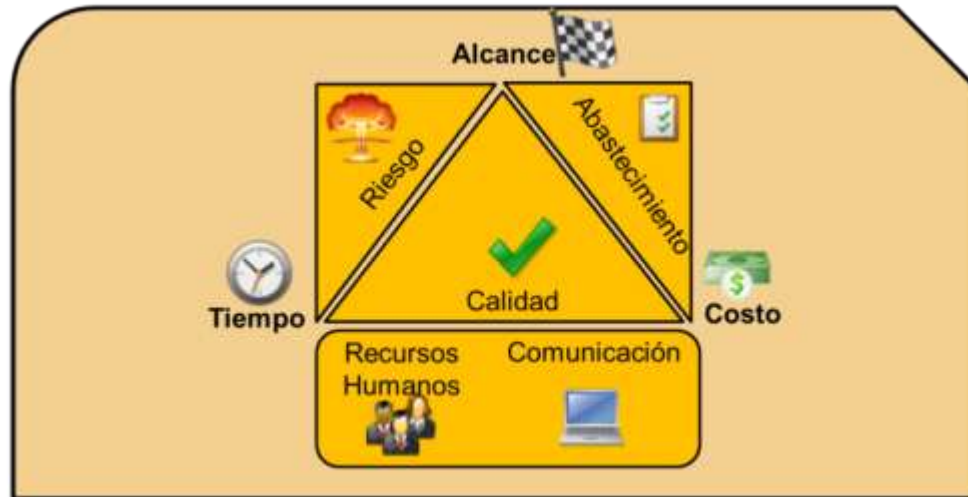 Alcance
Riesgo
Abastecimiento
Calidad
Tiempo
Costo
Recursos
Humanos
Comunicación
$